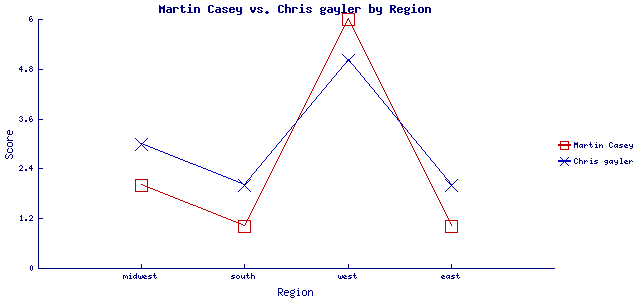 Martin Casey vs. Chris gayler by Region
6
4.8
3.6
2.4
1.2
0
Score
midwest south west east
Region
Martin Casey
Chris gayler